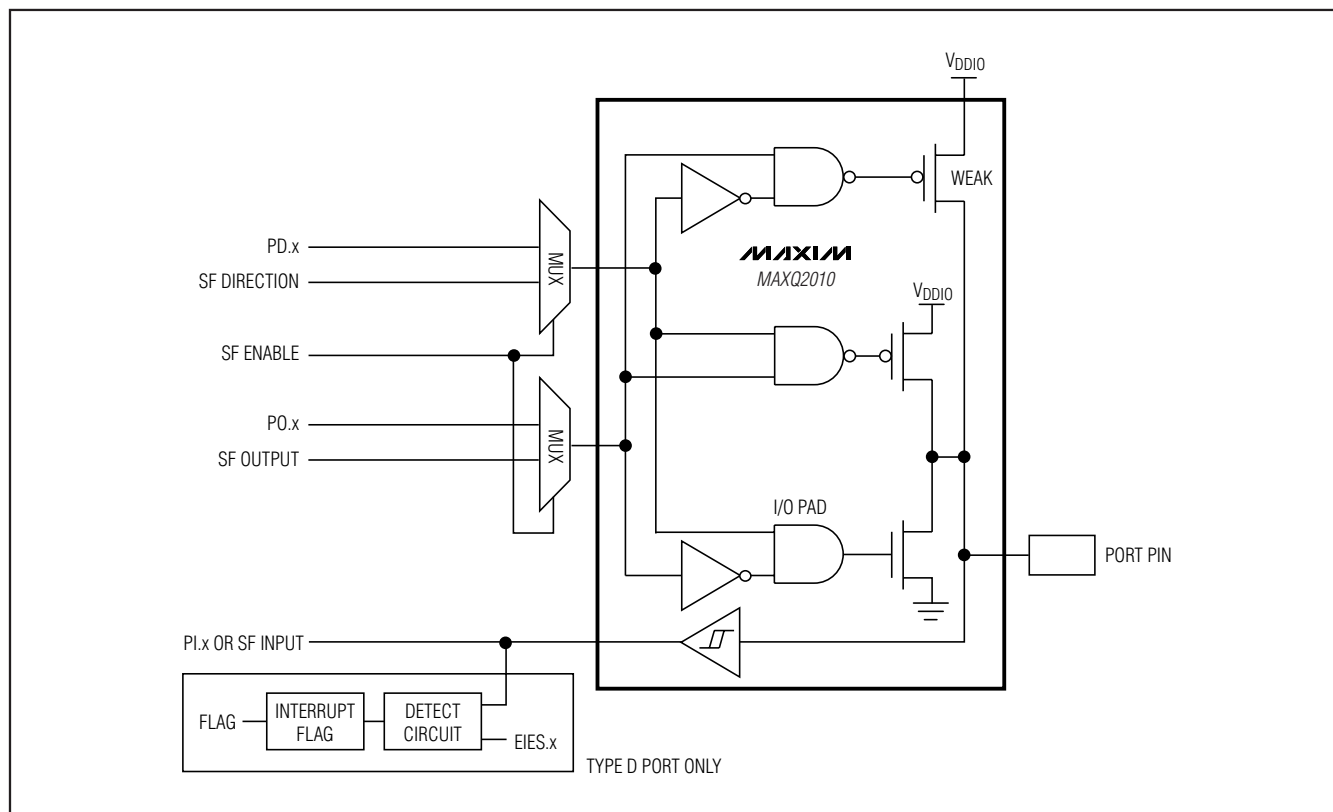 VDDIO
WEAK
MAXIM
MAXQ2010
VDDIO
PD.x
SF DIRECTION
MUX
SF ENABLE
PO.x
SF OUTPUT
MUX
I/O PAD
PORT PIN
PI.x OR SF INPUT
FLAG
INTERRUPT
FLAG
DETECT
CIRCUIT
EIES.x
TYPE D PORT ONLY